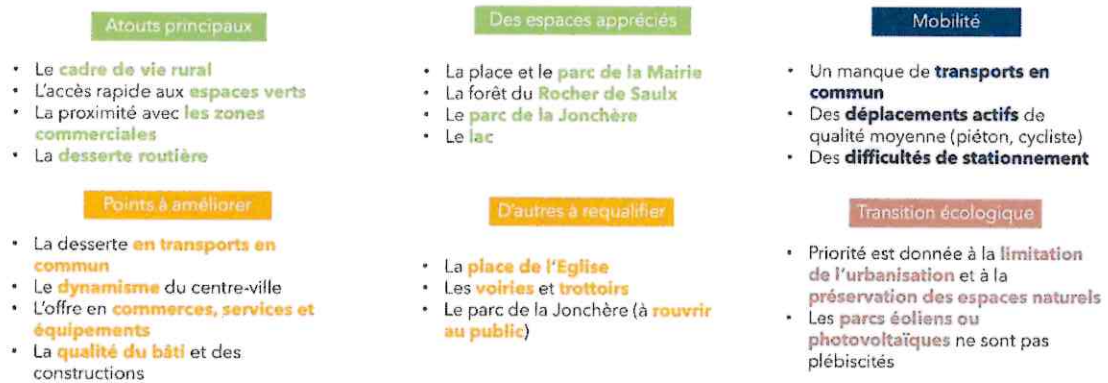 Atouts principaux
• Le cadre de vie rural
• L'accès rapide aux espaces verts
• La proximité avec les zones
commerciales
• La desserte routière
Des espaces appréciés
• La place et le parc de la Mairie
• La forêt du Rocher de Saulx
• Le parc de la Jonchère
• Le lac
Mobilité
• Un manque de transports en
commun
• Des déplacements actifs de
qualité moyenne (piéton, cycliste)
• Des difficultés de stationnement
Points à améliorer
• La desserte en transports en
commun
• Le dynamisme du centre-ville
• L'offre en commerces, services et
équipements
• La qualité du bâti et des
constructions
D'autres à requalifier
• La place de l'Eglise
• Les voiries et trottoirs
• Le parc de la Jonchère (à rouvrir
au public)
Transition écologique
• Priorité est donnée à la limitation
de l'urbanisation et à la
préservation des espaces naturels
• Les parcs éoliens ou
photovoltaïques ne sont pas
plébiscités